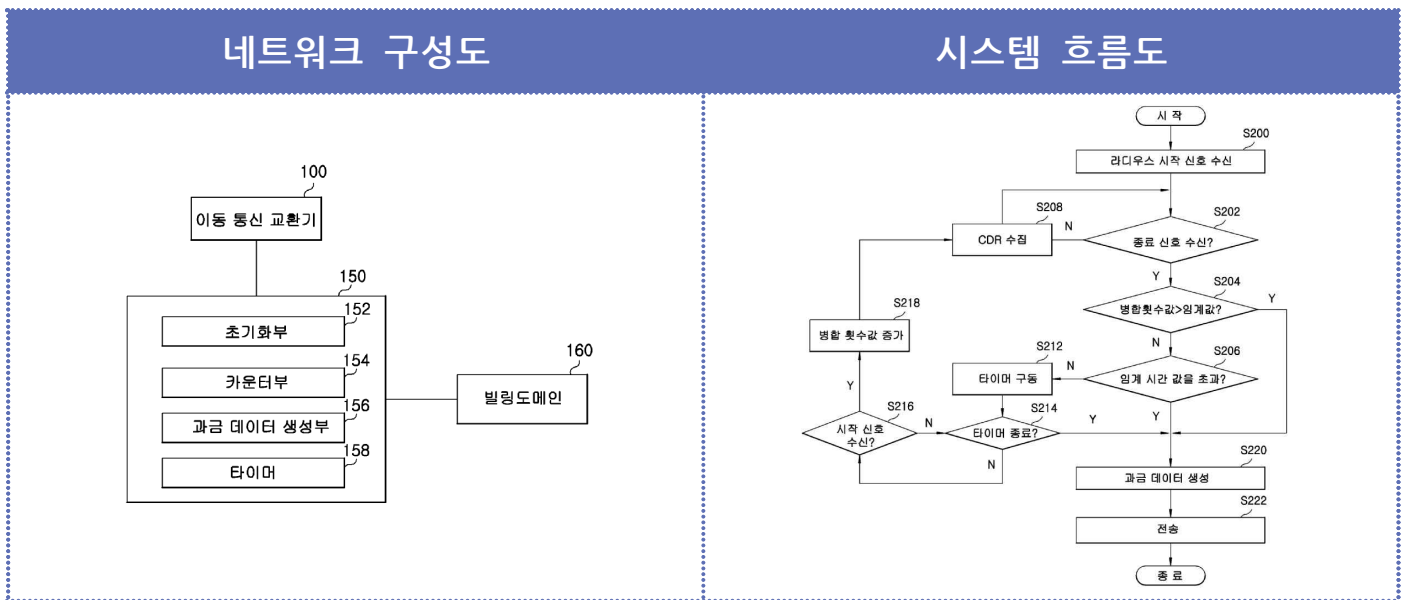 네트워크 구성도
100
이동 통신 교환기
150
152
초기화부
154
카운터부
156
과금 데이터 생성부
158
타이머
160
빌링도메인
시스템 흐름도
시 작
S200
라디우스 시작 신호 수신
S208
CDR 수집
N
S202
종료 신호 수신?
Y
S204
병합횟수값>임계값?
Y
N
S218
병합 횟수값 증가
S212
타이머 구동
N
S206
임계 시간 값을 초과?
Y
Y
S216
시작 신호
수신?
N
S214
타이머 종료?
Y
N
S220
과금 데이터 생성
S222
전송
종 료